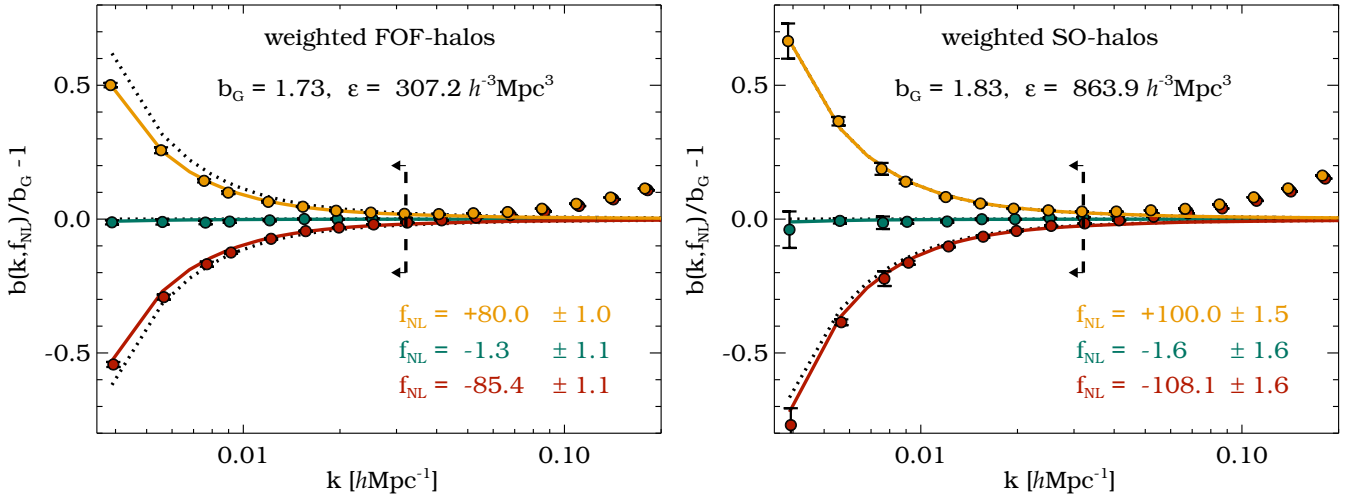 weighted FOF-halos
b_G = 1.73, ε = 307.2 h^-3Mpc^3
b(k,f_NL)/b_G - 1
0.5
0.0
-0.5
f_NL = +80.0 ± 1.0
f_NL = -1.3 ± 1.1
f_NL = -85.4 ± 1.1
0.01
0.10
k [hMpc^-1]
weighted SO-halos
b_G = 1.83, ε = 863.9 h^-3Mpc^3
b(k,f_NL)/b_G - 1
0.5
0.0
-0.5
f_NL = +100.0 ± 1.5
f_NL = -1.6 ± 1.6
f_NL = -108.1 ± 1.6
0.01
0.10
k [hMpc^-1]